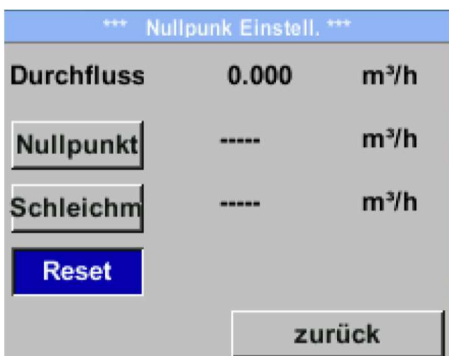 *** Nullpunk Einstell. ***
Durchfluss 0.000 m³/h
Nullpunkt ----- m³/h
Schleichm ----- m³/h
Reset
zurück